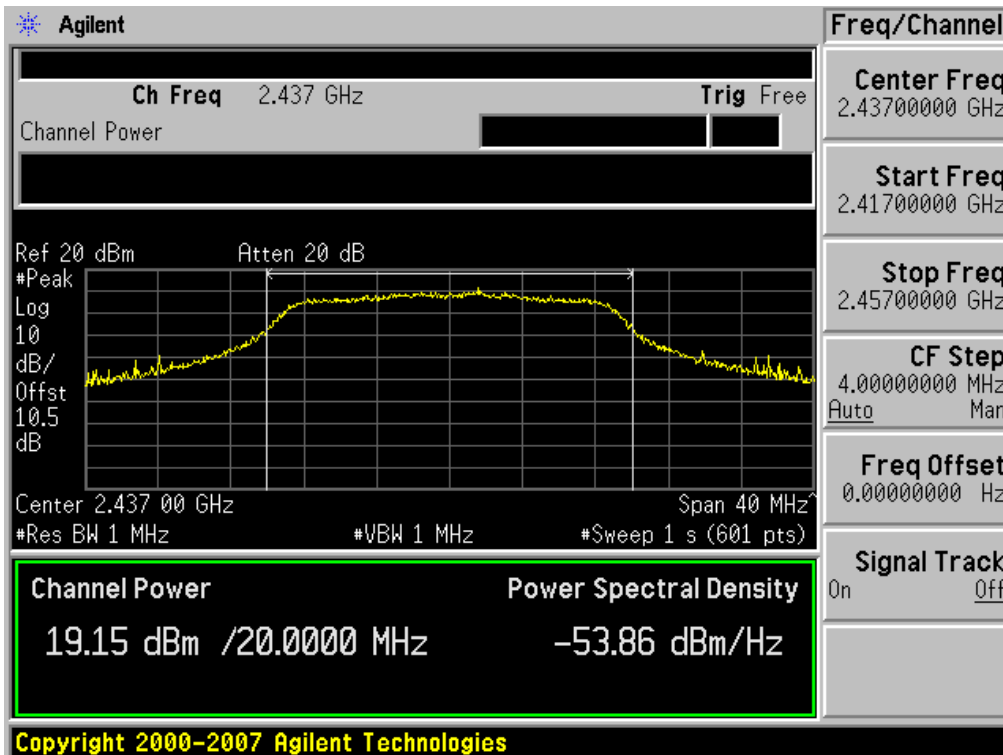 Agilent
Freq/Channel
Ch Freq 2.437 GHz
Trig Free
Channel Power
Center Freq
2.43700000 GHz
Start Freq
2.41700000 GHz
Stop Freq
2.45700000 GHz
CF Step
4.00000000 MHz
Auto Man
Freq Offset
0.00000000 Hz
Signal Track
On Off
Ref 20 dBm
Atten 20 dB
#Peak
Log
10
dB/
Offst
10.5
dB
Center 2.437 00 GHz
Span 40 MHz^
#Res BW 1 MHz
#VBW 1 MHz
#Sweep 1 s (601 pts)
Channel Power
Power Spectral Density
19.15 dBm /20.0000 MHz
-53.86 dBm/Hz
Copyright 2000-2007 Agilent Technologies